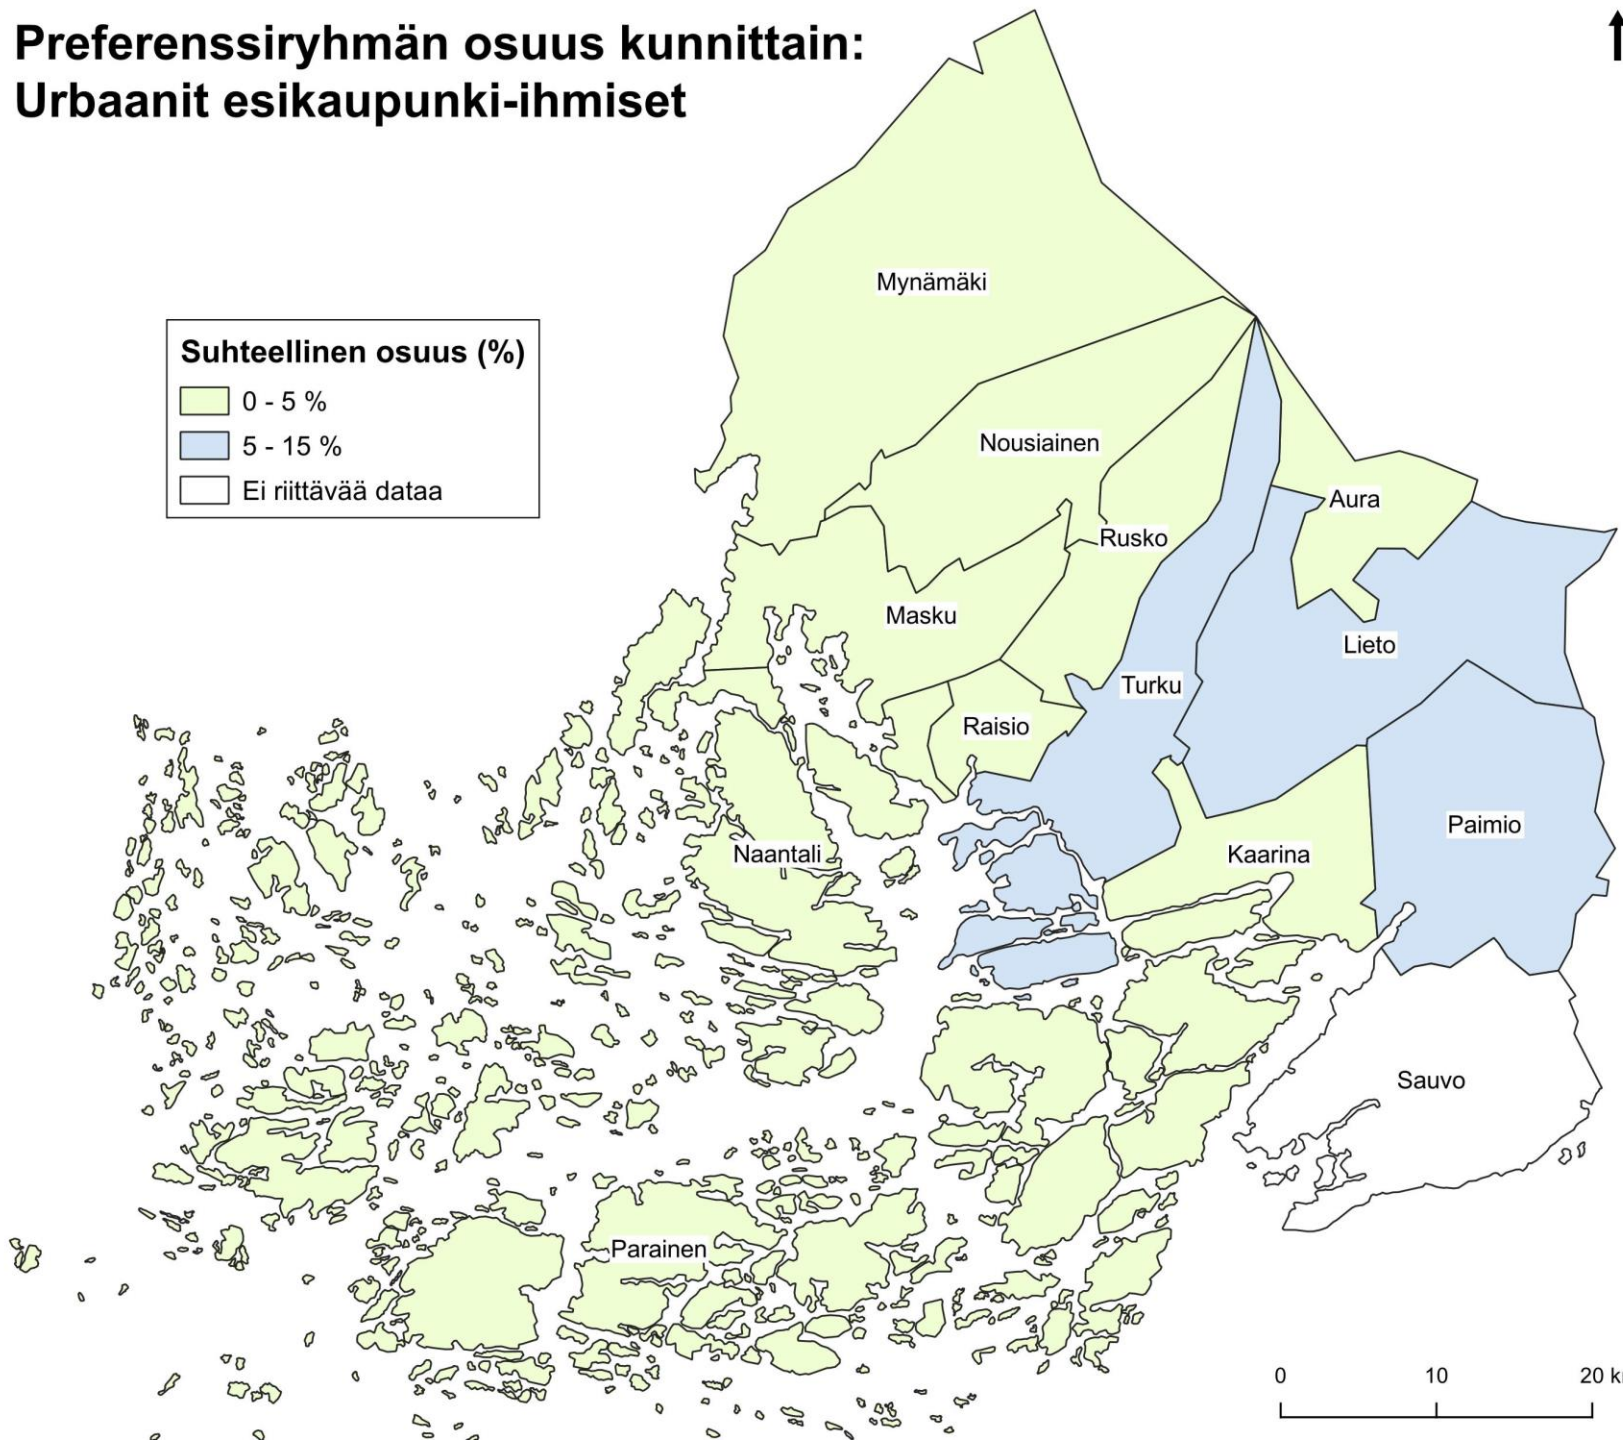 Preferenssiryhmän osuus kunnittain:
Urbaanit esikaupunki-ihmiset
Suhteellinen osuus (%)
0 - 5 %
5 - 15 %
Ei riittävää dataa
Mynämäki
Nousiainen
Aura
Rusko
Masku
Lieto
Turku
Raisio
Paimio
Naantali
Kaarina
Sauvo
Parainen
0 10 20